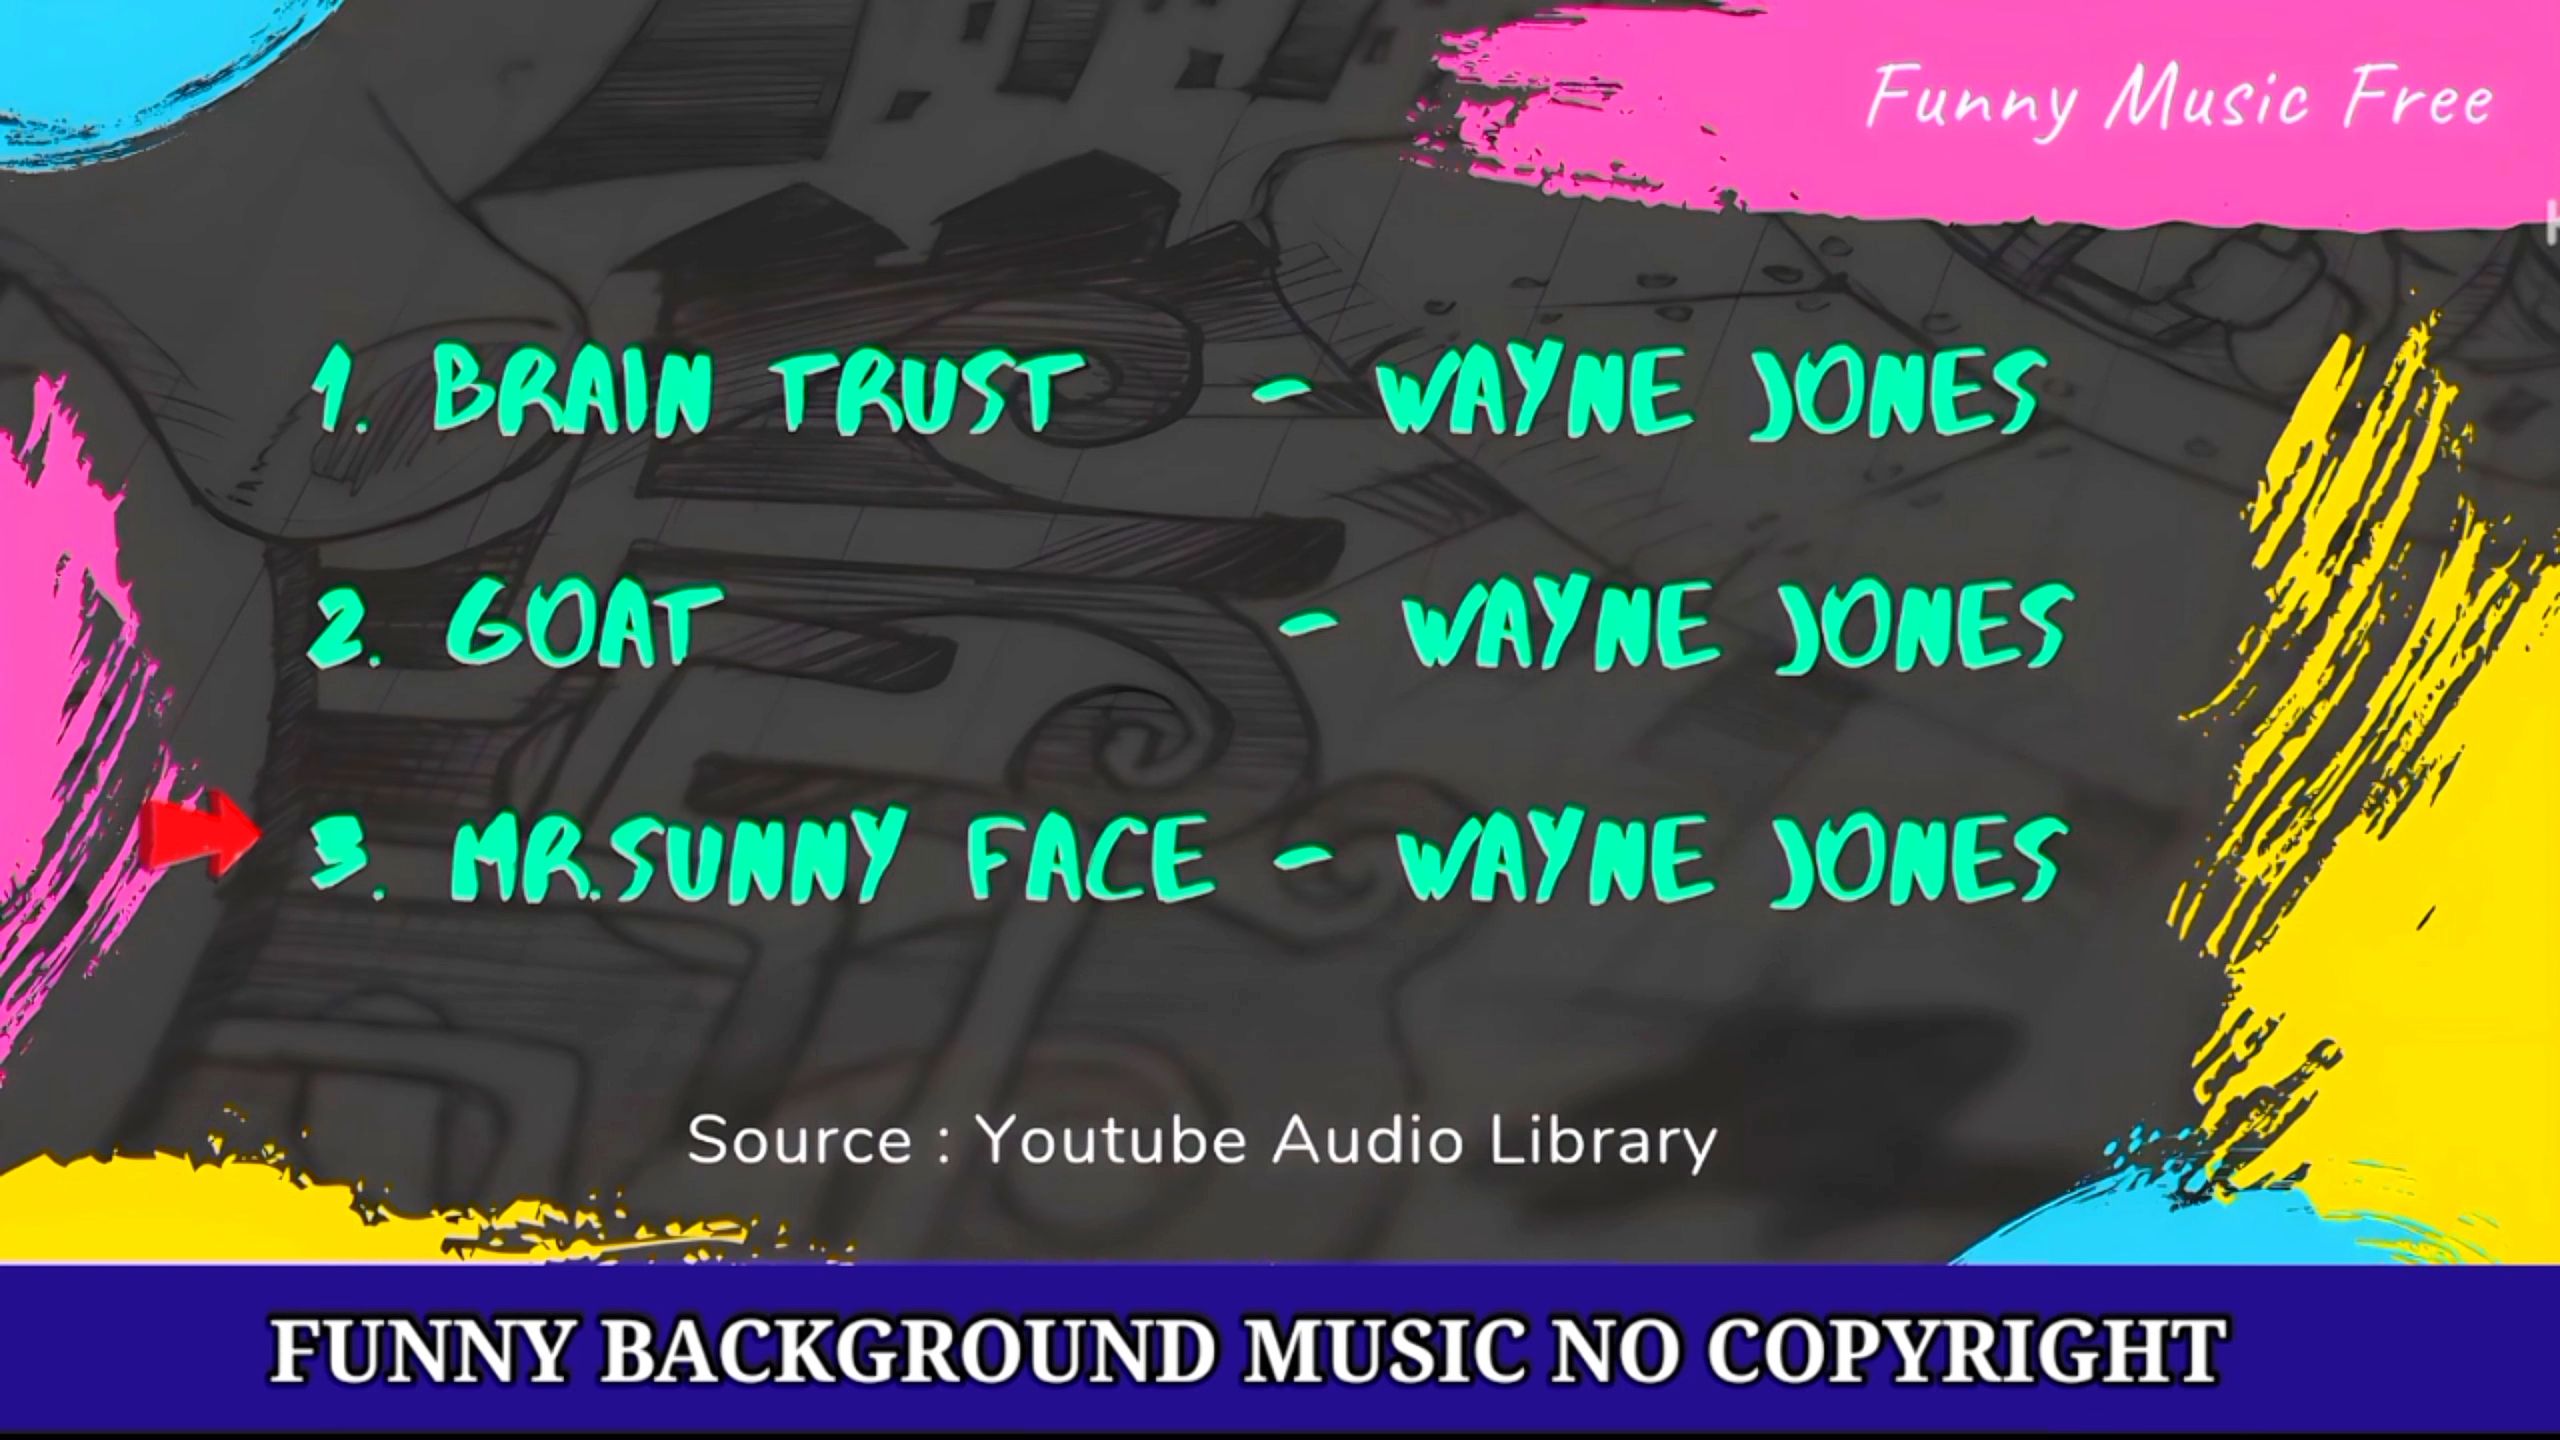 Funny Music Free
1. BRAIN TRUST - WAYNE JONES
2. GOAT - WAYNE JONES
3. MR.SUNNY FACE - WAYNE JONES
Source : Youtube Audio Library
FUNNY BACKGROUND MUSIC NO COPYRIGHT